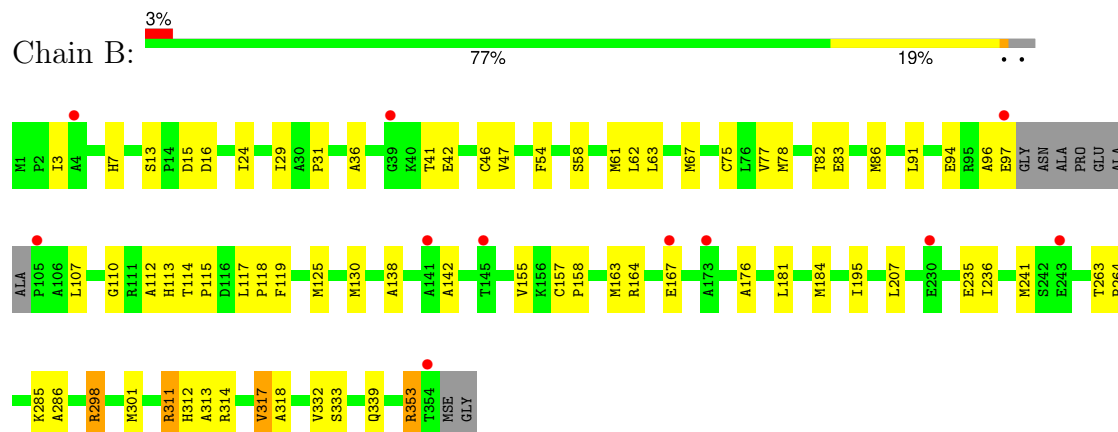 3%
Chain B:
77% 19% • •
M1 P2 I3 A4 H7 S13 P14 D15 D16 I24 I29 A30 P31 A36 G39 K40 T41 E42 C46 V47 F54 S58 M61 L62 L63 M67 C75 L76 V77 M78 T82 E83 M86 L91 E94 R95 A96 E97 GLY ASN ALA PRO GLU ALA
ALA P105 A106 L107 G110 R111 A112 H113 T114 P115 D116 L117 P118 F119 M125 M130 A138 A141 A142 T145 V155 K156 C157 P158 M163 R164 E167 A173 A176 L181 M184 I195 L207 E230 E235 I236 M241 S242 E243 T263 P264
K285 A286 R298 M301 R311 H312 A313 R314 V317 A318 V332 S333 Q339 R353 T354 MSE GLY